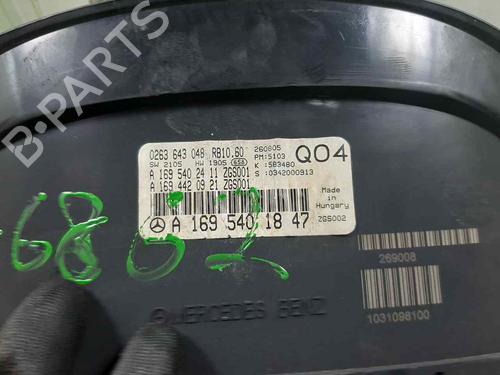 0263 643 048 RB10.60 260805 Q04
SW 2105 HW 1905 658 PM:5103
A 169 540 24 11 ZGS001 K :583480
A 169 442 09 21 ZGS001 S :0342000913
A 169 540 18 47
Made
in
Hungary
ZGS002
6802
269008
1031098100
MERCEDES BENZ
B-PARTS